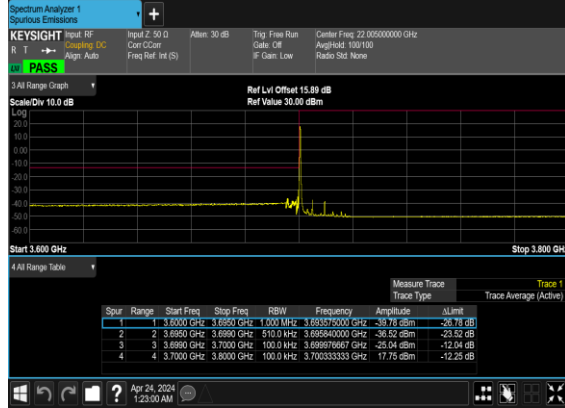 Spectrum Analyzer 1
Spurious Emissions
KEYSIGHT Input: RF Input Z: 50 Ω Atten: 30 dB Trig: Free Run Center Freq: 22.005000000 GHz
R T Coupling: DC Corr CCorr Gate: Off Avg|Hold: 100/100
Align: Auto Freq Ref: Int (S) IF Gain: Low Radio Std: None
PASS
3 All Range Graph
Ref Lvl Offset 15.89 dB
Scale/Div 10.0 dB Ref Value 30.00 dBm
Log
20.0
10.0
0.00
-10.0
-20.0
-30.0
-40.0
-50.0
-60.0
Start 3.600 GHz Stop 3.800 GH
4 All Range Table
Measure Trace Trace 1
Trace Type Trace Average (Active)
Spur Range Start Freq Stop Freq RBW Frequency Amplitude ΔLimit
1 1 3.6000 GHz 3.6950 GHz 1.000 MHz 3.693575000 GHz -39.78 dBm -26.78 dB
2 2 3.6950 GHz 3.6990 GHz 510.0 kHz 3.695840000 GHz -36.52 dBm -23.52 dB
3 3 3.6990 GHz 3.7000 GHz 100.0 kHz 3.699976667 GHz -25.04 dBm -12.04 dB
4 4 3.7000 GHz 3.8000 GHz 100.0 kHz 3.700333333 GHz 17.75 dBm -12.25 dB
? Apr 24, 2024
1:23:00 AM